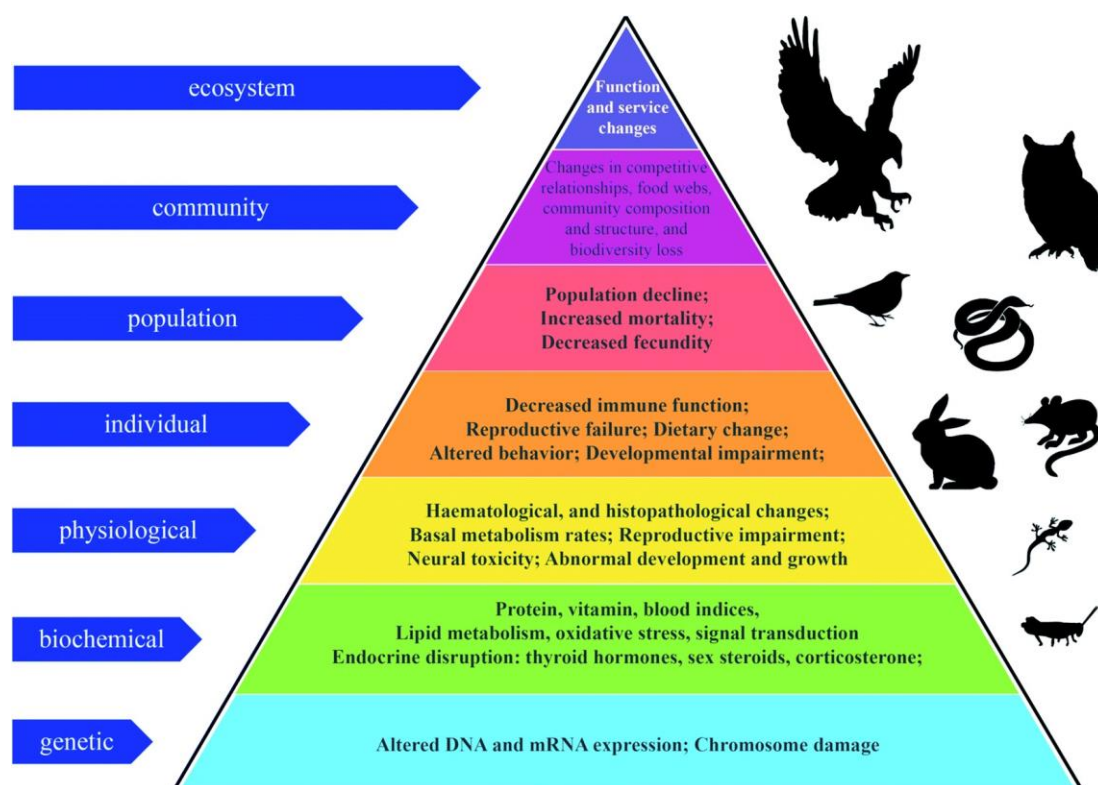 ecosystem
Function
and service
changes
community
Changes in competitive
relationships, food webs,
community composition
and structure, and
biodiversity loss
population
Population decline;
Increased mortality;
Decreased fecundity
individual
Decreased immune function;
Reproductive failure; Dietary change;
Altered behavior; Developmental impairment;
physiological
Haematological, and histopathological changes;
Basal metabolism rates; Reproductive impairment;
Neural toxicity; Abnormal development and growth
biochemical
Protein, vitamin, blood indices,
Lipid metabolism, oxidative stress, signal transduction
Endocrine disruption: thyroid hormones, sex steroids, corticosterone;
genetic
Altered DNA and mRNA expression; Chromosome damage